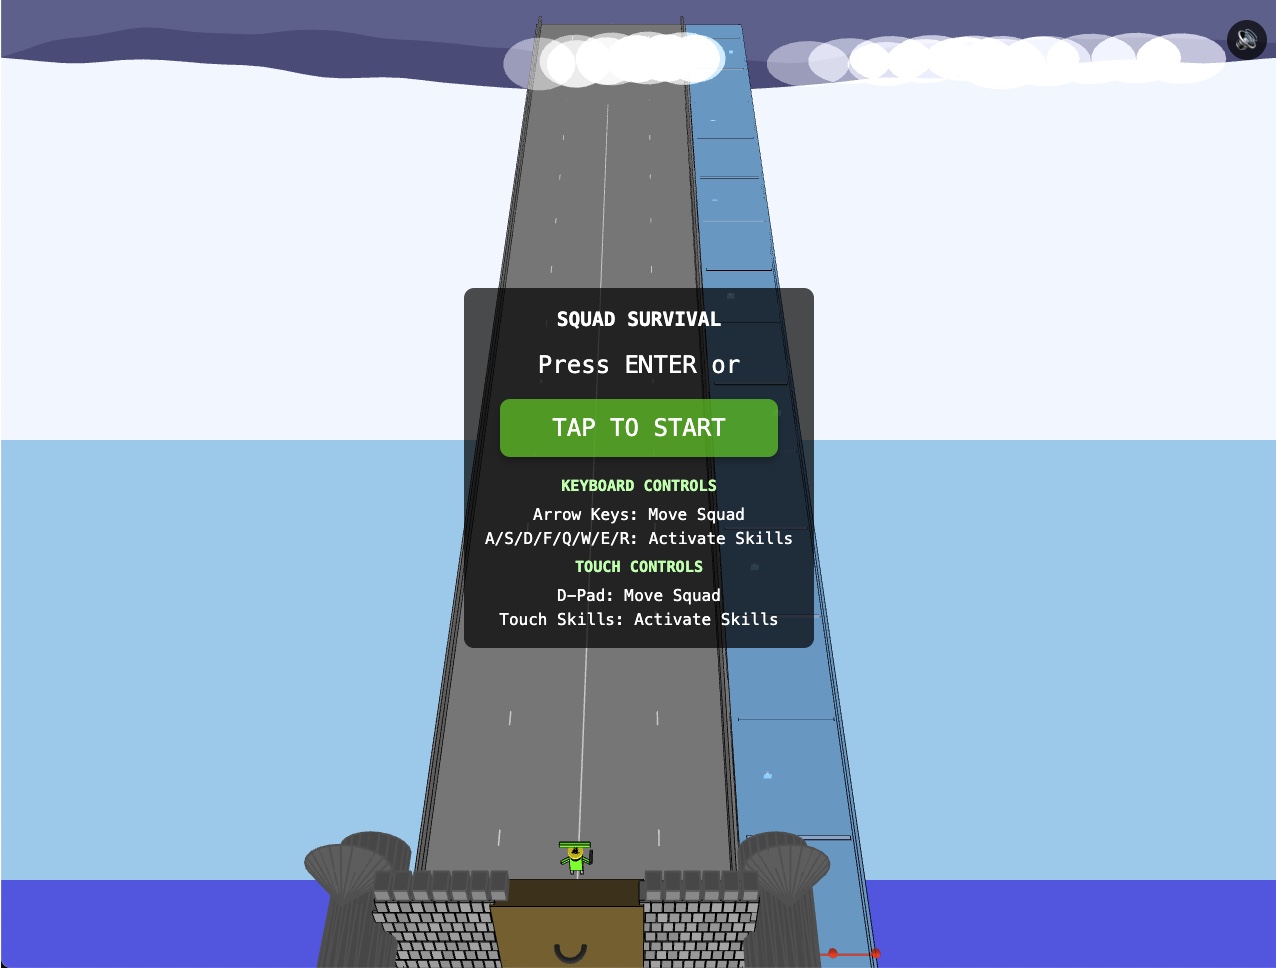 SQUAD SURVIVAL
Press ENTER or
TAP TO START
KEYBOARD CONTROLS
Arrow Keys: Move Squad
A/S/D/F/Q/W/E/R: Activate Skills
TOUCH CONTROLS
D-Pad: Move Squad
Touch Skills: Activate Skills